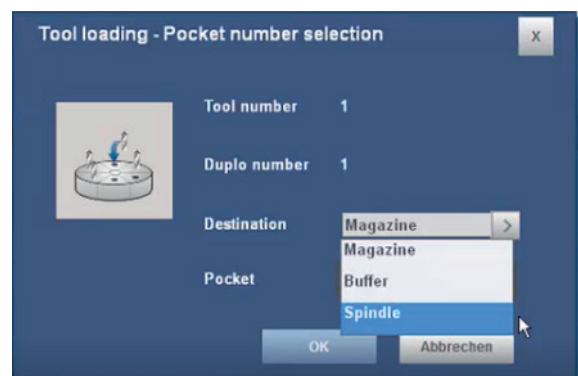 Tool loading - Pocket number selection
X
Tool number 1
Duplo number 1
Destination Magazine >
Magazine
Pocket Buffer
Spindle
OK Abbrechen